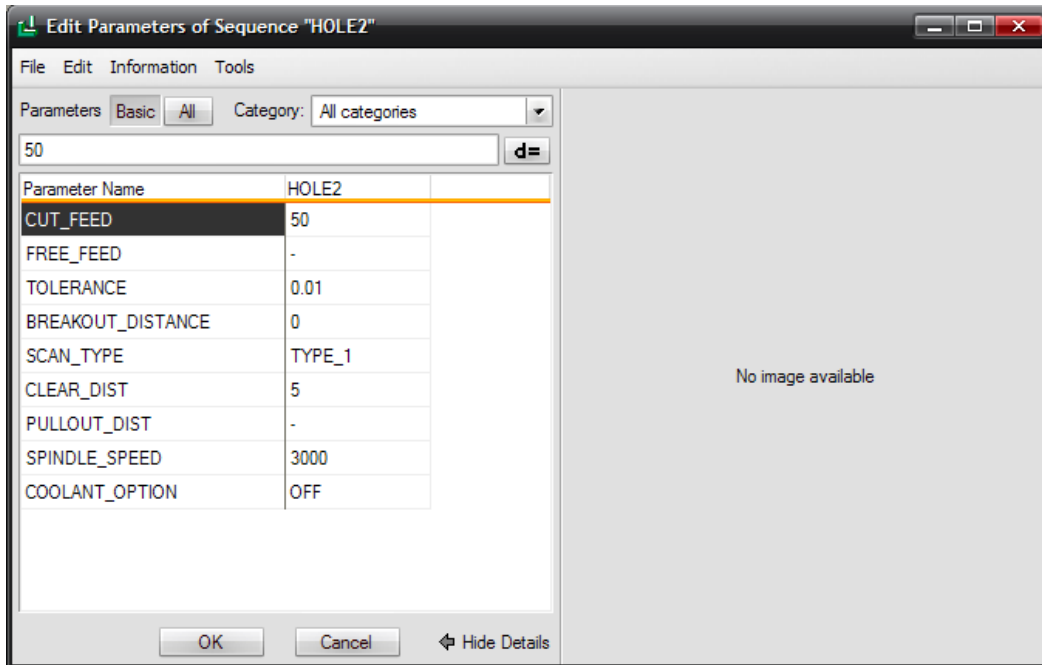 Edit Parameters of Sequence "HOLE2"
File Edit Information Tools
Parameters Basic All Category: All categories
50 d=
Parameter Name HOLE2
CUT_FEED 50
FREE_FEED -
TOLERANCE 0.01
BREAKOUT_DISTANCE 0
SCAN_TYPE TYPE_1
CLEAR_DIST 5
PULLOUT_DIST -
SPINDLE_SPEED 3000
COOLANT_OPTION OFF
No image available
OK Cancel Hide Details